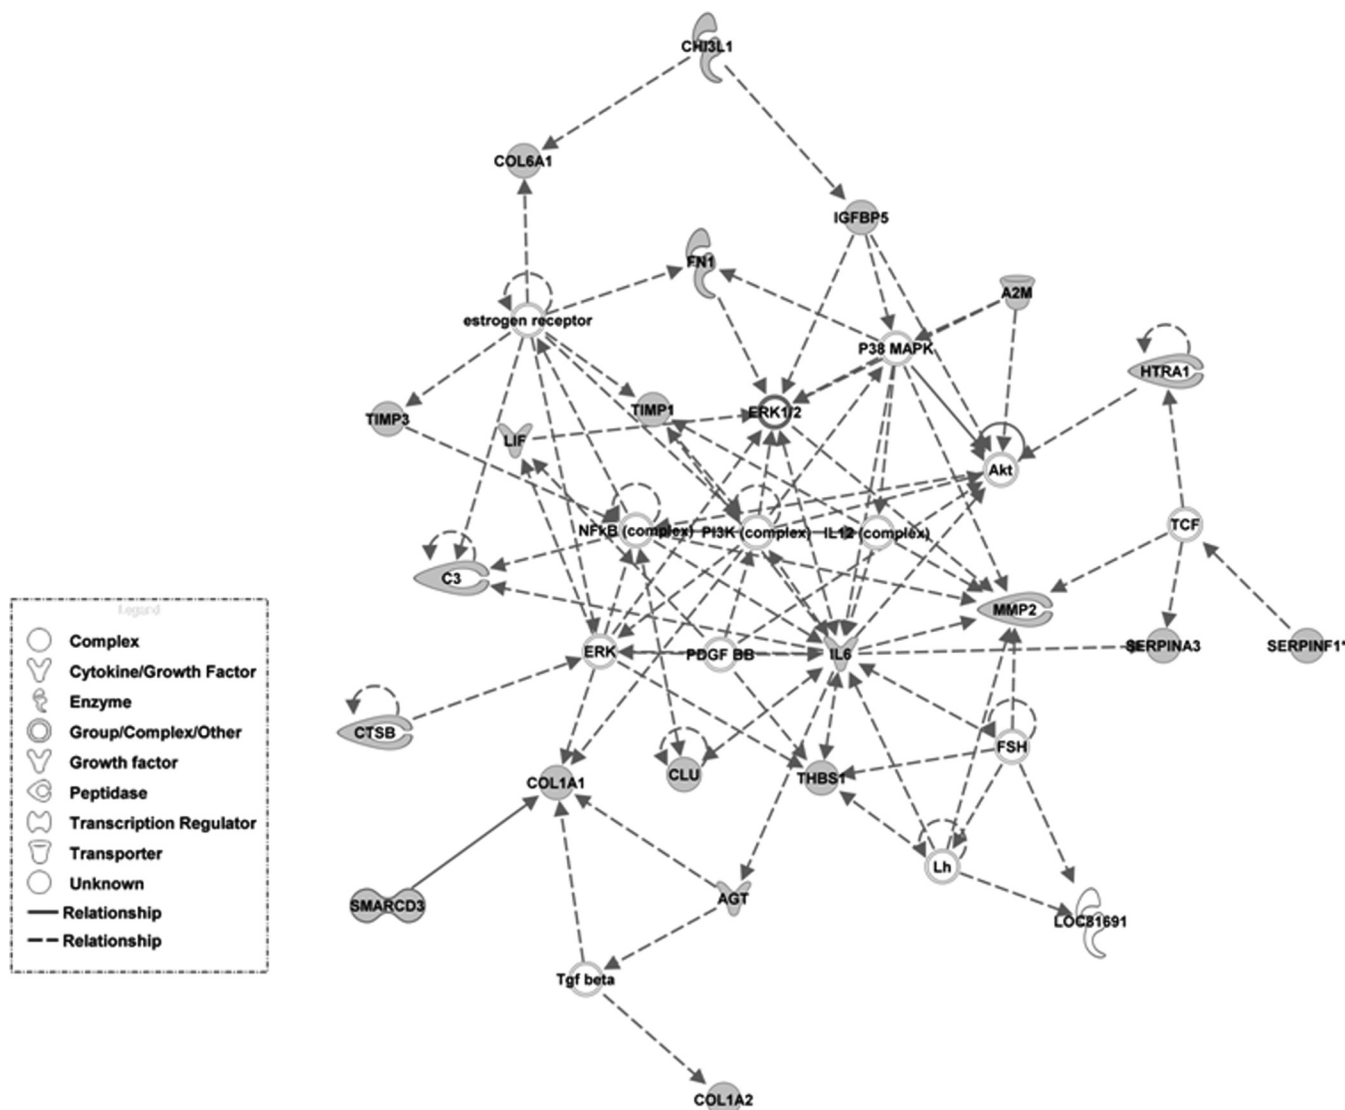 CHI3L1
COL6A1
IGFBP5
FN1
A2M
estrogen receptor
P38 MAPK
HTRA1
TIMP3
TIMP1
ERK1/2
LIF
Akt
NFkB (complex)
PI3K (complex)
IL12 (complex)
TCF
C3
MMP2
ERK
PDGF BB
IL6
SERPINA3
SERPINF1*
CTSB
FSH
COL1A1
CLU
THBS1
Lh
SMARCD3
AGT
LOC81691
Tgf beta
COL1A2
Legend
Complex
Cytokine/Growth Factor
Enzyme
Group/Complex/Other
Growth factor
Peptidase
Transcription Regulator
Transporter
Unknown
Relationship
Relationship